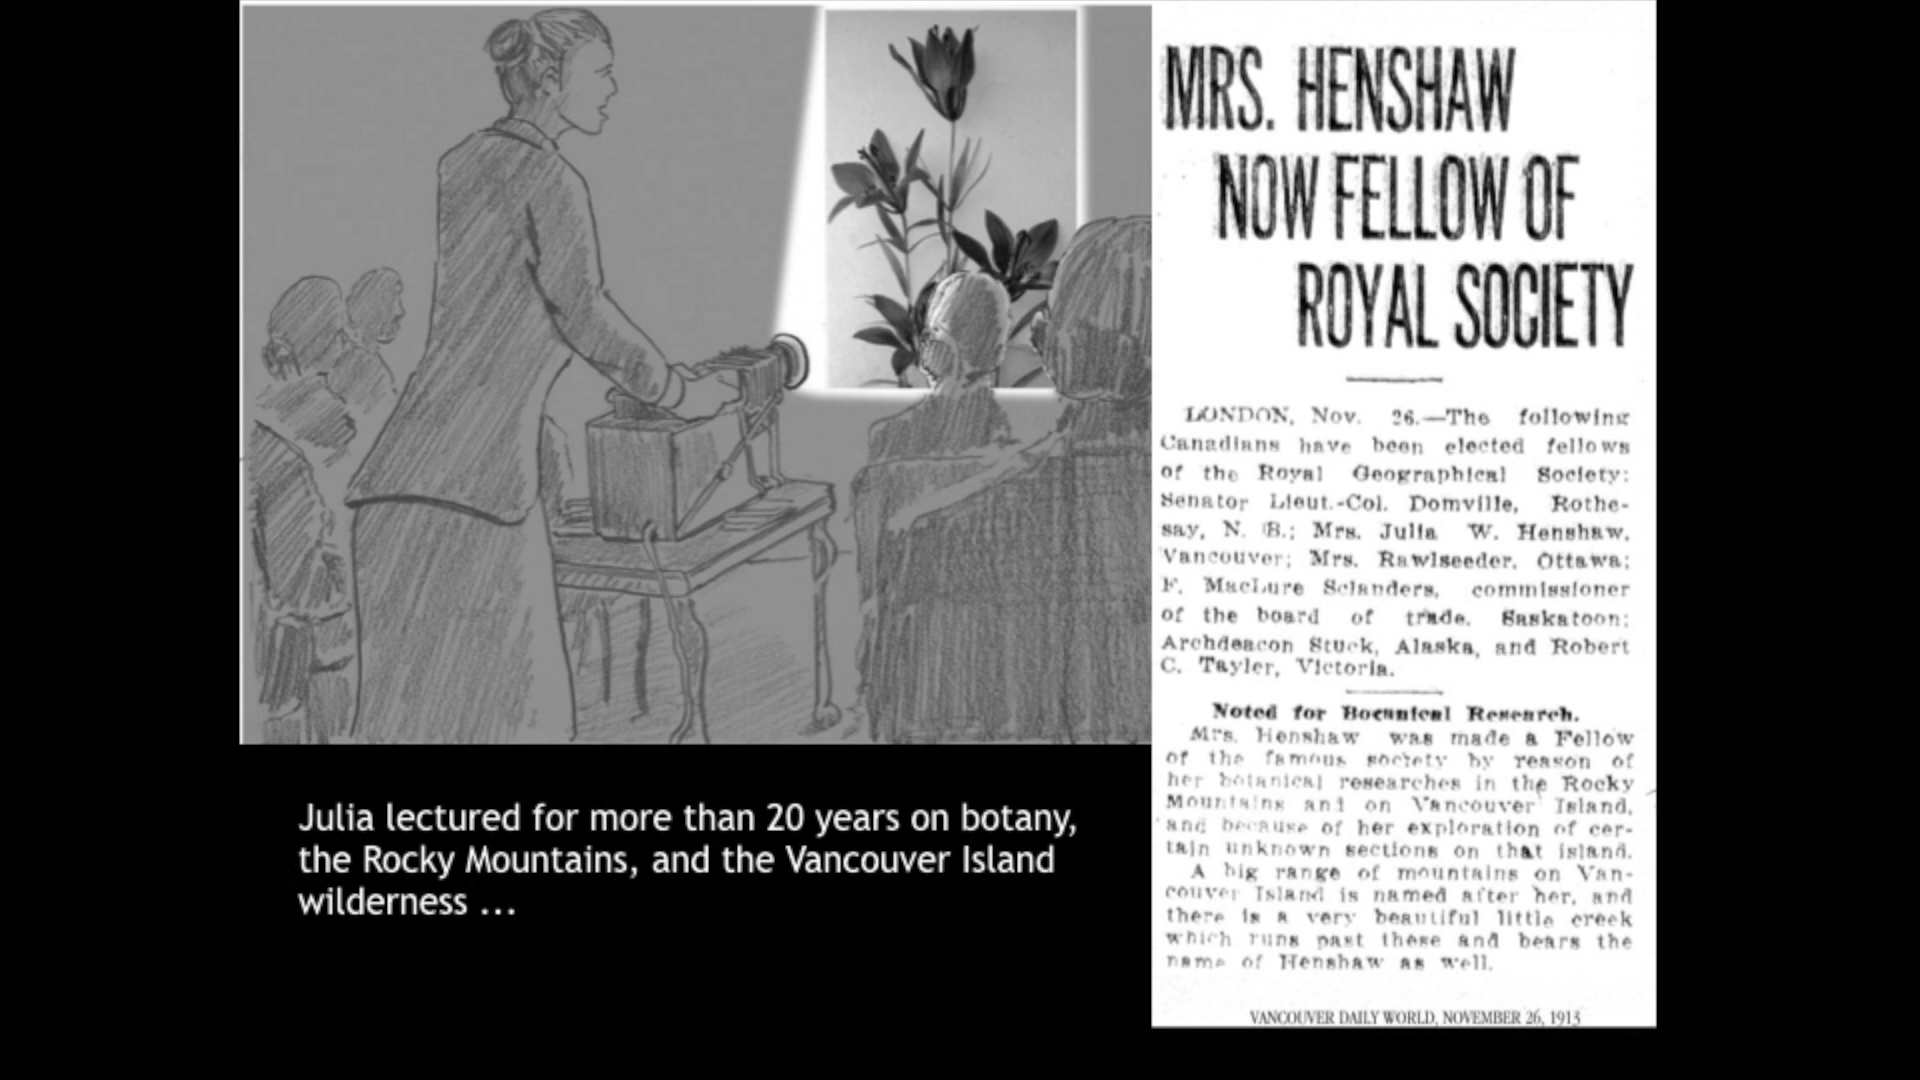 MRS. HENSHAW
NOW FELLOW OF
ROYAL SOCIETY
LONDON, Nov. 26.—The following
Canadians have been elected fellows
of the Royal Geographical Society:
Senator Lieut.-Col. Domville, Rothe-
say, N. B.; Mrs. Julia W. Henshaw,
Vancouver; Mrs. Rawlseeder, Ottawa;
F. MacLure Sclanders, commissioner
of the board of trade, Saskatoon;
Archdeacon Stuck, Alaska, and Robert
C. Tayler, Victoria.
Noted for Botanical Research.
Mrs. Henshaw was made a Fellow
of the famous society by reason of
her botanical researches in the Rocky
Mountains and on Vancouver Island,
and because of her exploration of cer-
tain unknown sections on that island.
A big range of mountains on Van-
couver Island is named after her, and
there is a very beautiful little creek
which runs past these and bears the
name of Henshaw as well.
VANCOUVER DAILY WORLD, NOVEMBER 26, 1913
Julia lectured for more than 20 years on botany,
the Rocky Mountains, and the Vancouver Island
wilderness ...